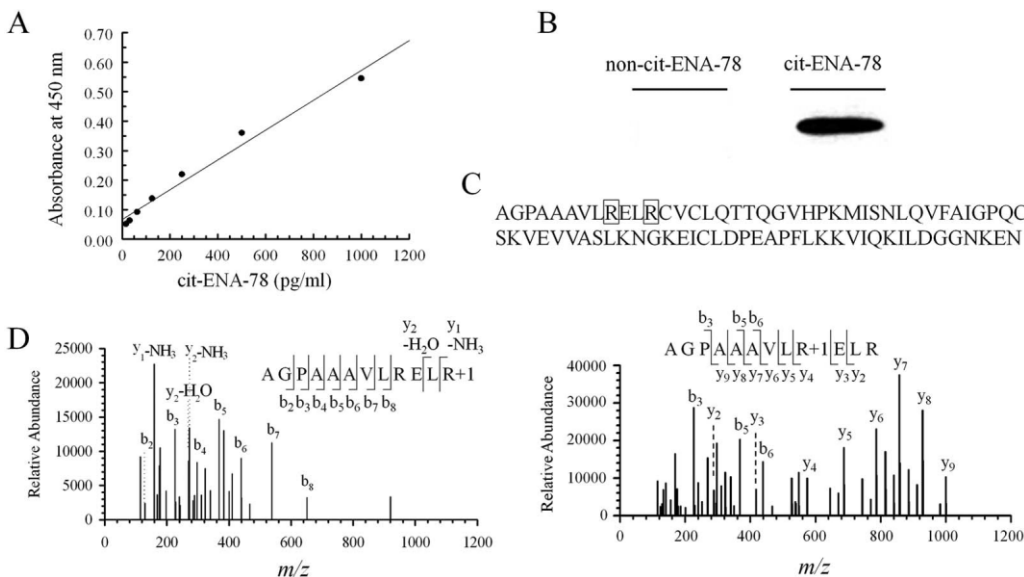 A
0.70
0.60
0.50
0.40
0.30
0.20
0.10
0.00
Absorbance at 450 nm
0 200 400 600 800 1000 1200
cit-ENA-78 (pg/ml)
B
non-cit-ENA-78 cit-ENA-78
C
AGPAAAVLRELRCVCLQTTQGVHPKMISNLQVFAIGPQC
SKVEVVASLKNGKEICLDPEAPFLKKVIQKILDGGNKEN
D
25000
20000
15000
10000
5000
0
Relative Abundance
y1-NH3 y2-NH3
y2-H2O
b2 b3 b4 b5 b6 b7 b8
y2 y1
-H2O -NH3
A G P A A A V L R E L R+1
b2 b3 b4 b5 b6 b7 b8
0 200 400 600 800 1000 1200
m/z
b3 b5 b6
A G P A A A V L R+1 E L R
y9 y8 y7 y6 y5 y4 y3 y2
40000
30000
20000
10000
0
Relative Abundance
b3 y2 b5 y3 b6 y4 y5 y6 y7 y8 y9
0 200 400 600 800 1000 1200
m/z